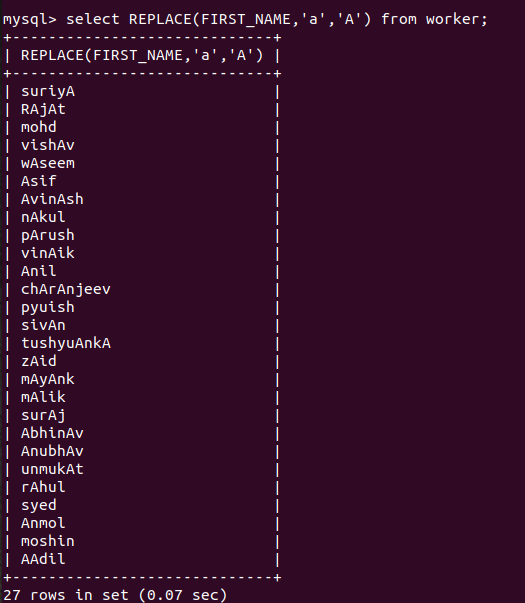 mysql> select REPLACE(FIRST_NAME,'a','A') from worker;
+-----------------------------+
| REPLACE(FIRST_NAME,'a','A') |
+-----------------------------+
| suriyA                      |
| RAjAt                       |
| mohd                        |
| vishAv                      |
| wAseem                      |
| Asif                        |
| AvinAsh                     |
| nAkul                       |
| pArush                      |
| vinAik                      |
| Anil                        |
| chArAnjeev                  |
| pyuish                      |
| sivAn                       |
| tushyuAnkA                  |
| zAid                        |
| mAyAnk                      |
| mAlik                       |
| surAj                       |
| AbhinAv                     |
| AnubhAv                     |
| unmukAt                     |
| rAhul                       |
| syed                        |
| Anmol                       |
| moshin                      |
| AAdil                       |
+-----------------------------+
27 rows in set (0.07 sec)